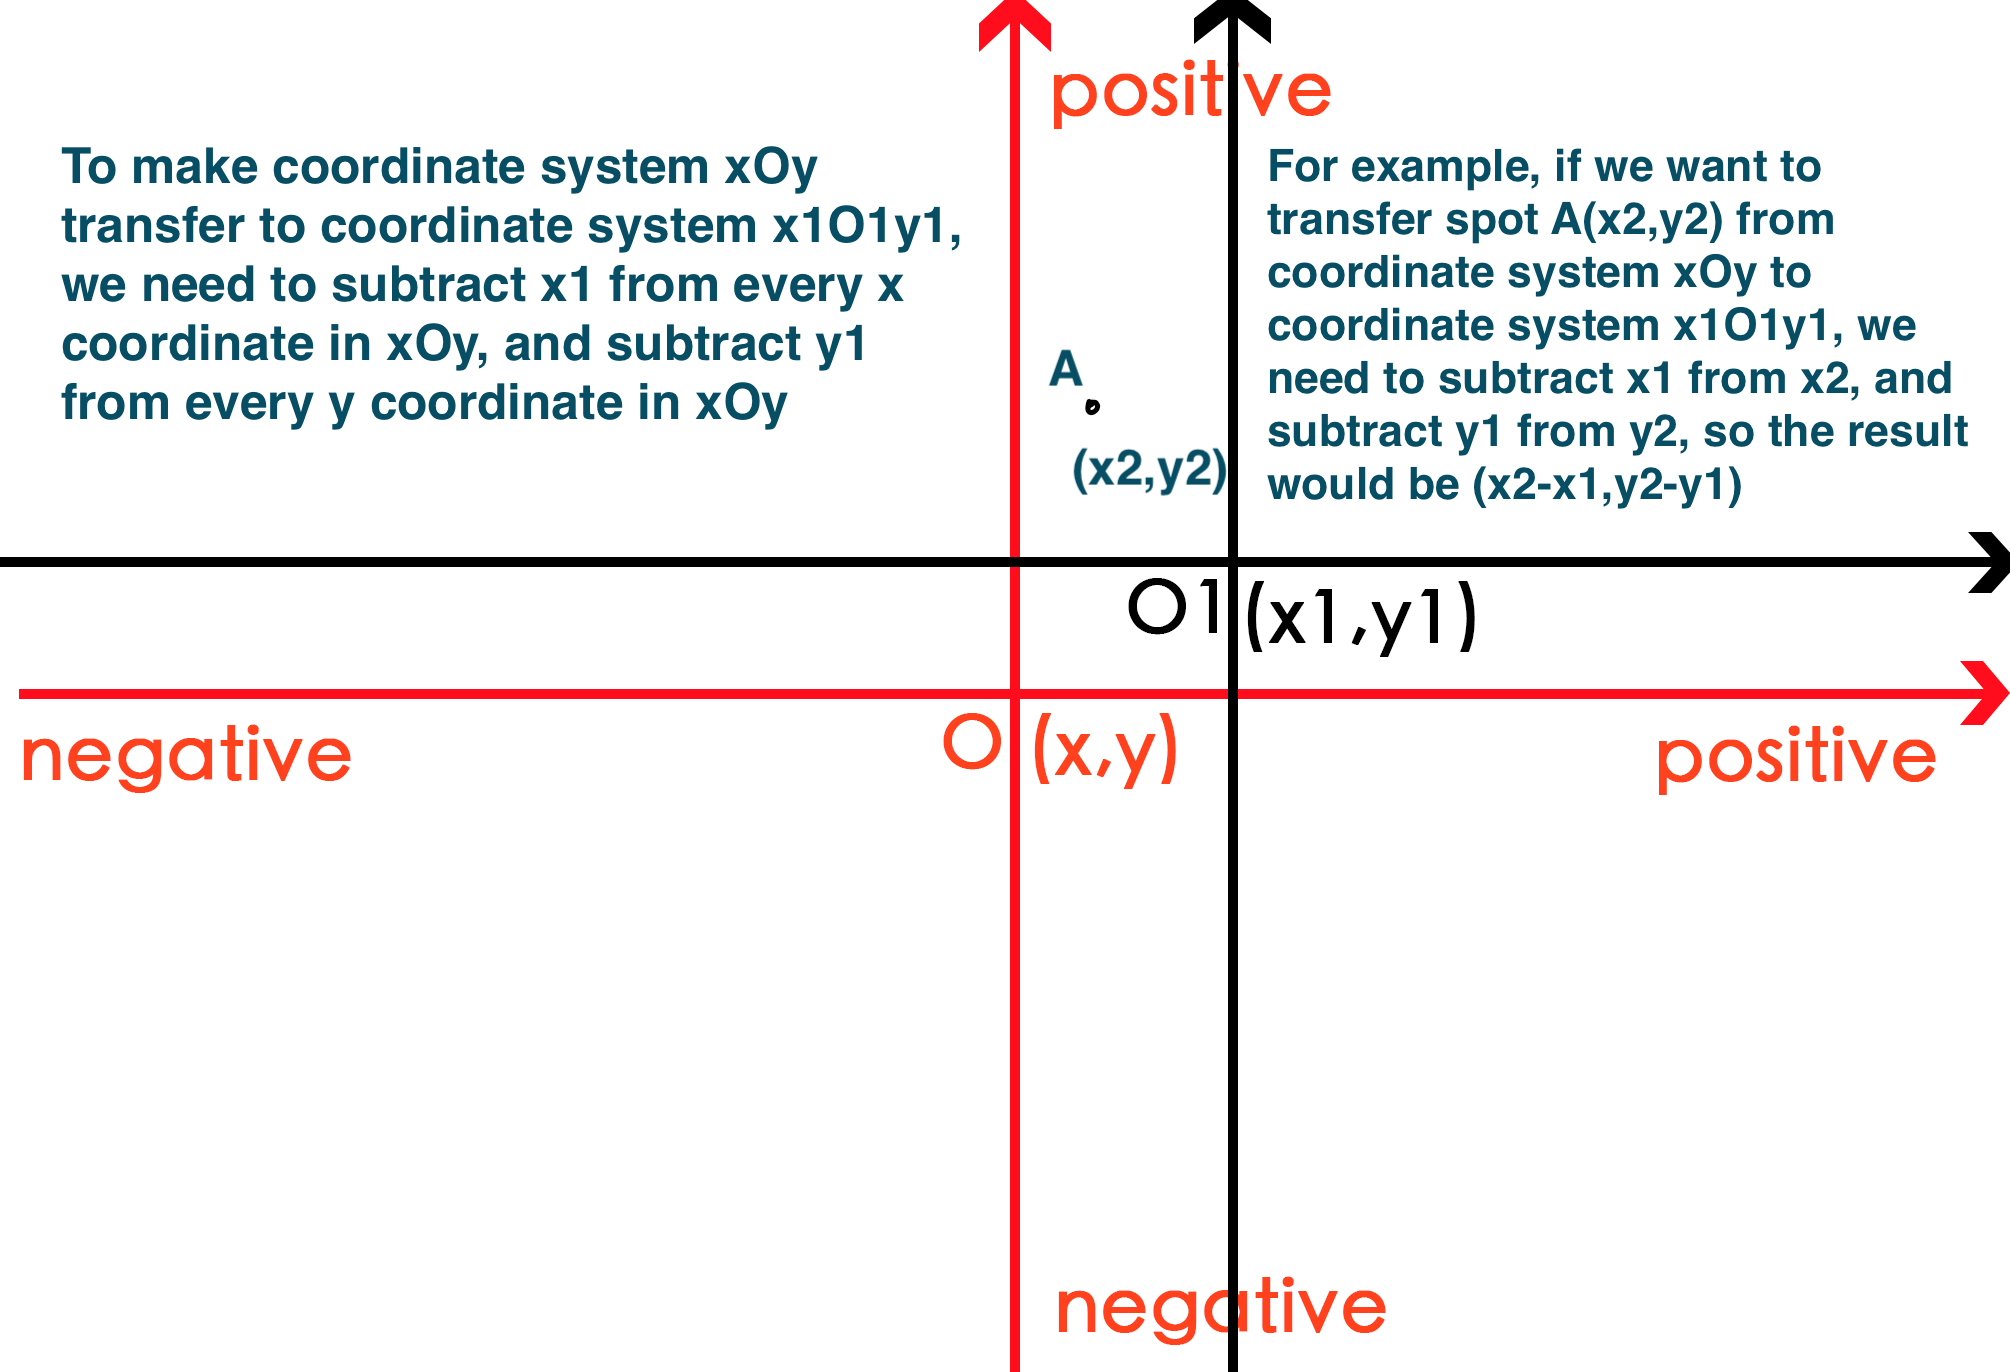 positive
To make coordinate system xOy
transfer to coordinate system x1O1y1,
we need to subtract x1 from every x
coordinate in xOy, and subtract y1
from every y coordinate in xOy
For example, if we want to
transfer spot A(x2,y2) from
coordinate system xOy to
coordinate system x1O1y1, we
need to subtract x1 from x2, and
subtract y1 from y2, so the result
would be (x2-x1,y2-y1)
A
(x2,y2)
O1 (x1,y1)
negative
O (x,y)
positive
negative